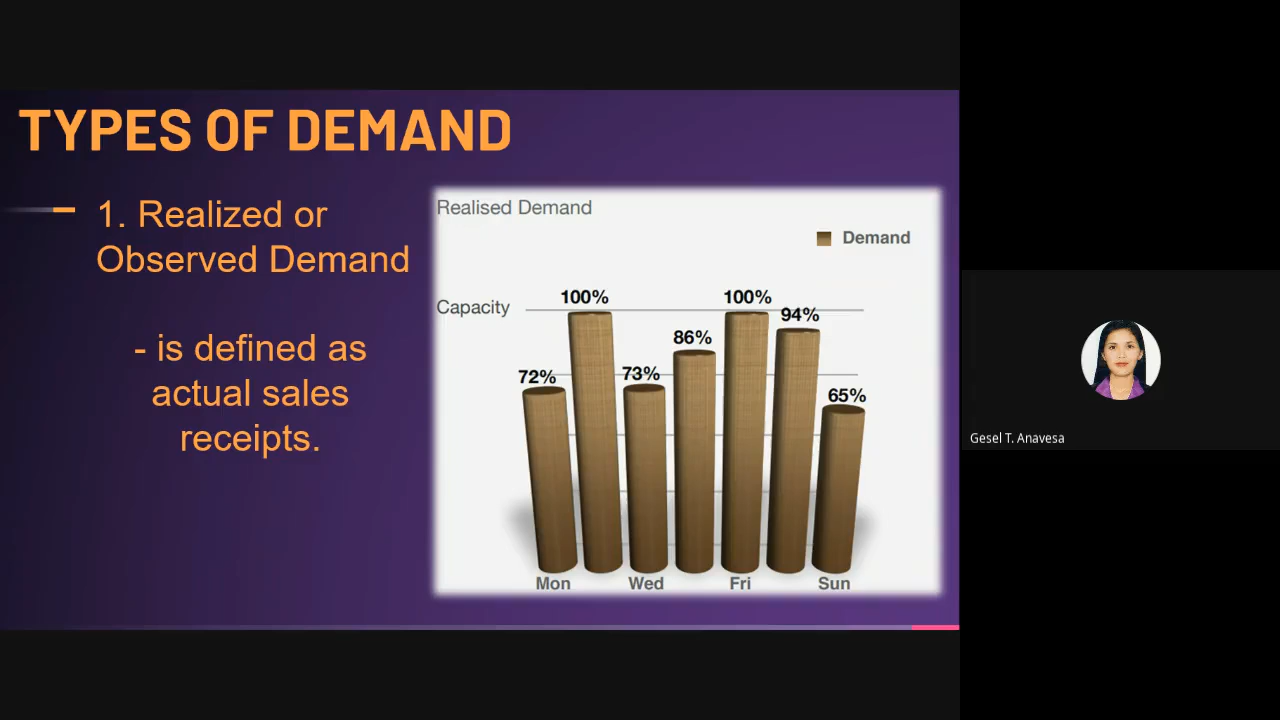 TYPES OF DEMAND
1. Realized or
Observed Demand
- is defined as
actual sales
receipts.
Realised Demand
Demand
Capacity
100%
100%
94%
86%
72%
73%
65%
Mon
Wed
Fri
Sun
Gesel T. Anavesa